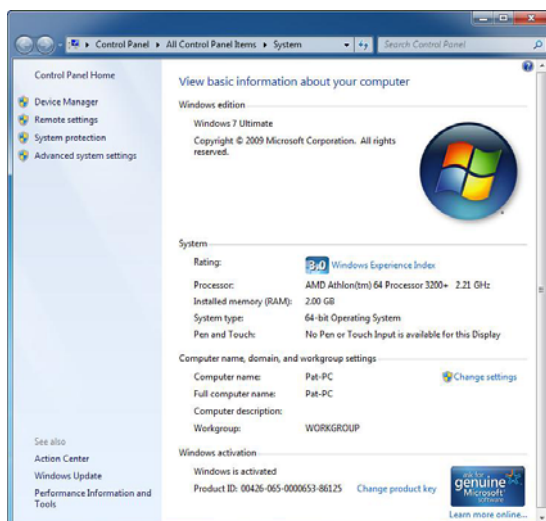 Control Panel ▸ All Control Panel Items ▸ System
Search Control Panel
Control Panel Home
Device Manager
Remote settings
System protection
Advanced system settings
See also
Action Center
Windows Update
Performance Information and
Tools
View basic information about your computer
Windows edition
Windows 7 Ultimate
Copyright © 2009 Microsoft Corporation. All rights
reserved.
System
Rating: 3.0 Windows Experience Index
Processor: AMD Athlon(tm) 64 Processor 3200+ 2.21 GHz
Installed memory (RAM): 2.00 GB
System type: 64-bit Operating System
Pen and Touch: No Pen or Touch Input is available for this Display
Computer name, domain, and workgroup settings
Computer name: Pat-PC Change settings
Full computer name: Pat-PC
Computer description:
Workgroup: WORKGROUP
Windows activation
Windows is activated
Product ID: 00426-065-0000653-86125 Change product key
ask for
genuine
Microsoft
software
Learn more online...